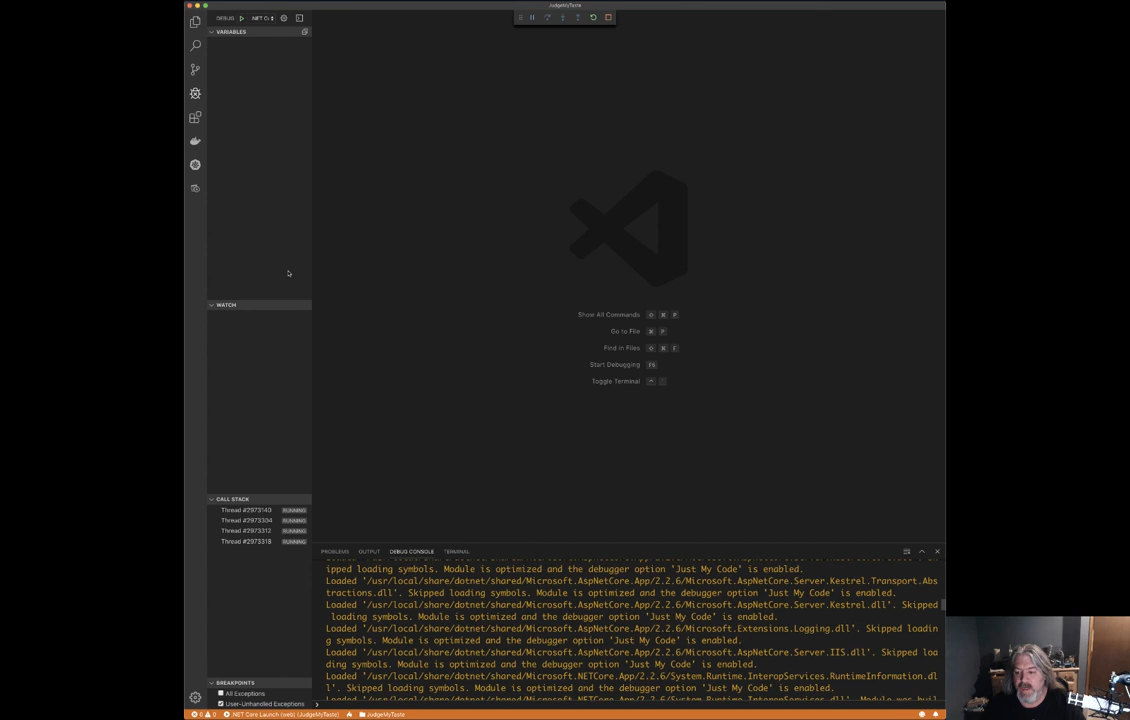 JudgeMyTaste
DEBUG .NET C
VARIABLES
WATCH
Show All Commands ⇧ ⌘ P
Go to File ⌘ P
Find in Files ⇧ ⌘ F
Start Debugging F5
Toggle Terminal ⌃ `
CALL STACK
Thread #2973140 RUNNING
Thread #2973304 RUNNING
Thread #2973312 RUNNING
Thread #2973318 RUNNING
PROBLEMS OUTPUT DEBUG CONSOLE TERMINAL
ipped loading symbols. Module is optimized and the debugger option 'Just My Code' is enabled.
Loaded '/usr/local/share/dotnet/shared/Microsoft.AspNetCore.App/2.2.6/Microsoft.AspNetCore.Server.Kestrel.Transport.Abs
tractions.dll'. Skipped loading symbols. Module is optimized and the debugger option 'Just My Code' is enabled.
Loaded '/usr/local/share/dotnet/shared/Microsoft.AspNetCore.App/2.2.6/Microsoft.AspNetCore.Server.Kestrel.dll'. Skipped
loading symbols. Module is optimized and the debugger option 'Just My Code' is enabled.
Loaded '/usr/local/share/dotnet/shared/Microsoft.AspNetCore.App/2.2.6/Microsoft.Extensions.Logging.dll'. Skipped loadin
g symbols. Module is optimized and the debugger option 'Just My Code' is enabled.
Loaded '/usr/local/share/dotnet/shared/Microsoft.AspNetCore.App/2.2.6/Microsoft.AspNetCore.Server.IIS.dll'. Skipped loa
ding symbols. Module is optimized and the debugger option 'Just My Code' is enabled.
Loaded '/usr/local/share/dotnet/shared/Microsoft.NETCore.App/2.2.6/System.Runtime.InteropServices.RuntimeInformation.dl
l'. Skipped loading symbols. Module is optimized and the debugger option 'Just My Code' is enabled.
BREAKPOINTS
All Exceptions
User-Unhandled Exceptions
0 0 .NET Core Launch (web) (JudgeMyTaste) JudgeMyTaste